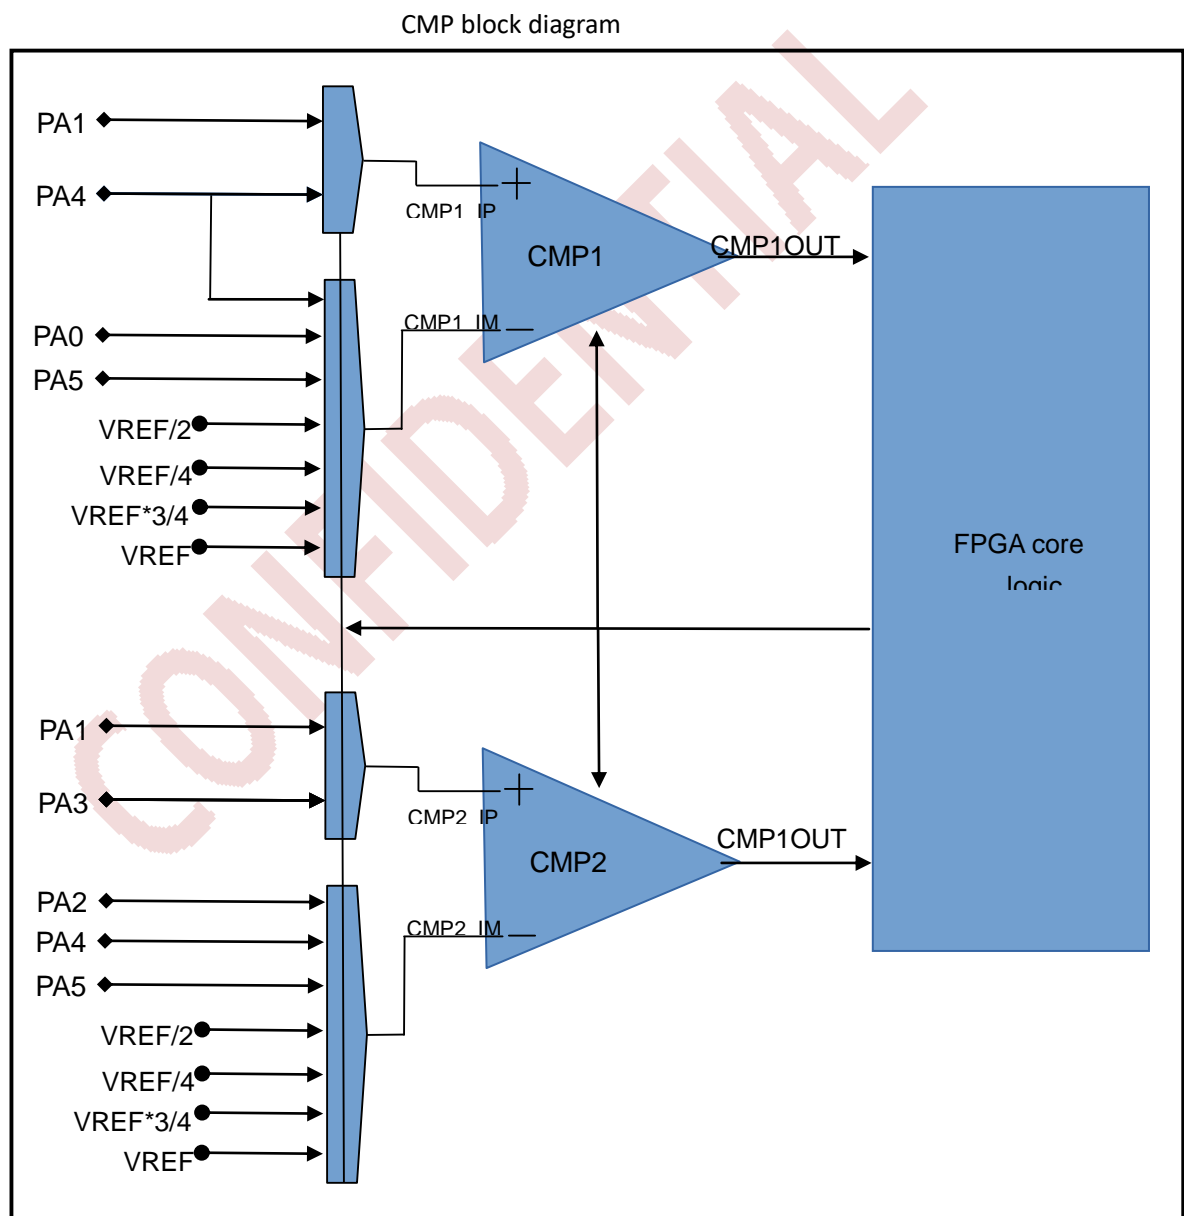 CMP block diagram
CONFIDENTIAL
PA1
PA4
CMP1_IP
+
CMP1
CMP1OUT
PA0
CMP1_IM
−
PA5
VREF/2
VREF/4
VREF*3/4
VREF
FPGA core
logic
PA1
PA3
CMP2_IP
+
CMP2
CMP1OUT
PA2
PA4
CMP2_IM
−
PA5
VREF/2
VREF/4
VREF*3/4
VREF